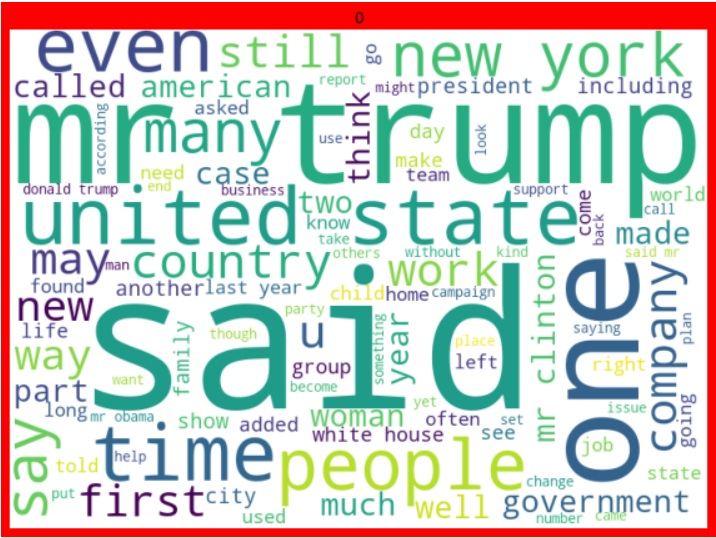 0
even still go new york
called american report might president including
mr trump
according asked many use think day look
need case make team
donald trump end business two support world
united state know come back call
may man country take others without kind made said mr
found another last year work
new child home campaign
life though party u something year place saying plan
way said left mr clinton one right company
family group
part want become
long mr obama show added woman often yet set issue going
say told time white house see job
help people change state
put first city much well government
used number came